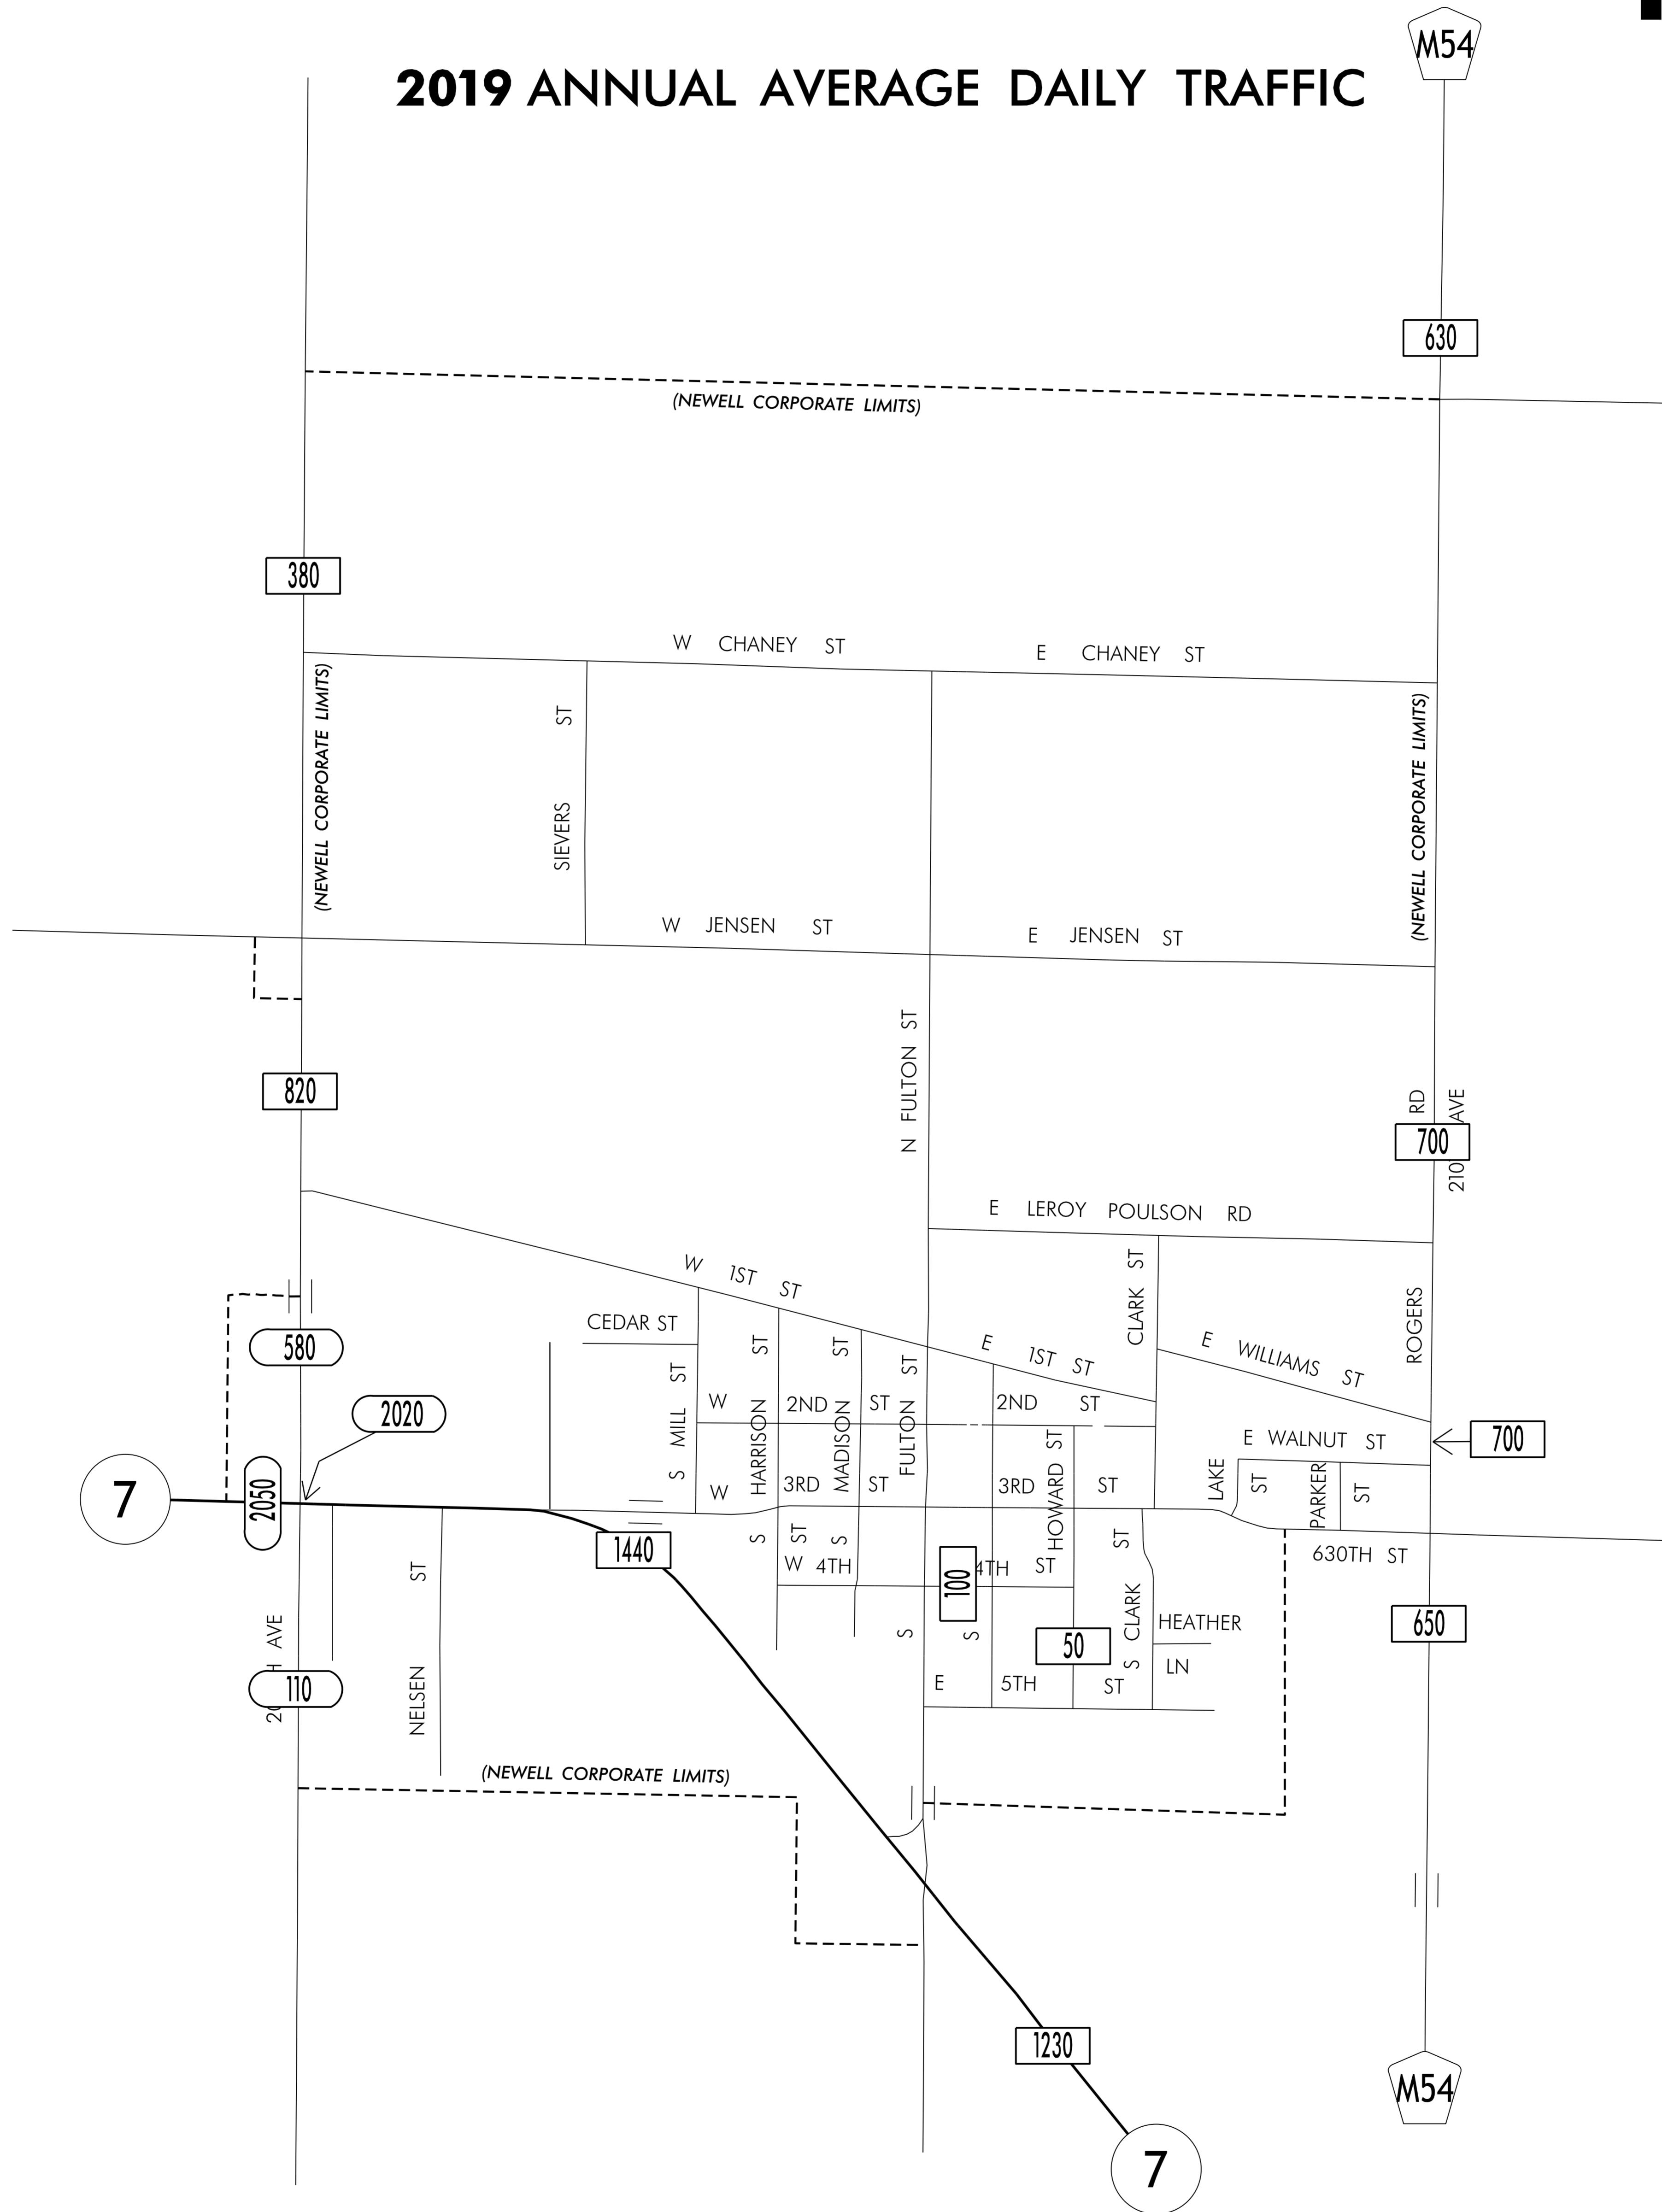 M54
2019 ANNUAL AVERAGE DAILY TRAFFIC
630
(NEWELL CORPORATE LIMITS)
380
W CHANEY ST
E CHANEY ST
(NEWELL CORPORATE LIMITS)
SIEVERS ST
(NEWELL CORPORATE LIMITS)
W JENSEN ST
E JENSEN ST
N FULTON ST
820
ROGERS RD
700
AVE
E LEROY POULSON RD
W 1ST ST
CLARK ST
CEDAR ST
580
E 1ST ST
E WILLIAMS ST
S MILL ST
S HARRISON ST
S MADISON ST
S FULTON ST
W 2ND ST
2ND ST
2020
E WALNUT ST
700
7
2050
W 3RD ST
3RD ST
S HOWARD ST
LAKE ST
PARKER ST
1440
ST
W 4TH
4TH ST
100
630TH ST
NELSEN ST
S CLARK ST
HEATHER
LN
50
650
AVE
110
E 5TH ST
(NEWELL CORPORATE LIMITS)
1230
M54
7